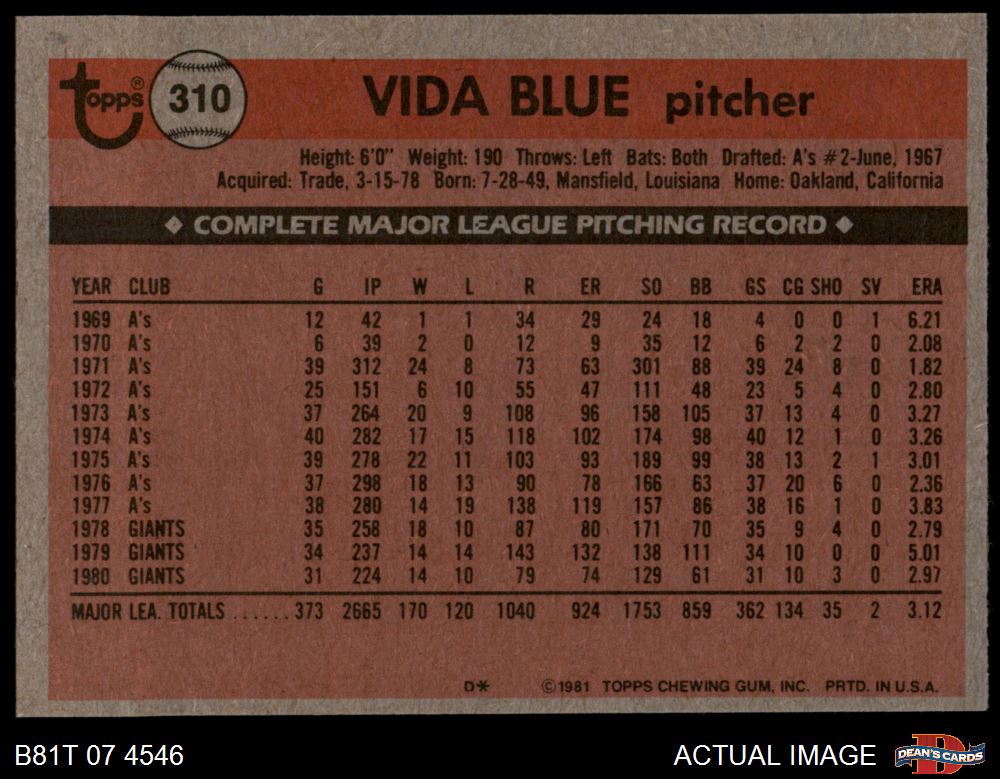 Topps® 310 VIDA BLUE pitcher
Height: 6'0" Weight: 190 Throws: Left Bats: Both Drafted: A's #2-June, 1967
Acquired: Trade, 3-15-78 Born: 7-28-49, Mansfield, Louisiana Home: Oakland, California
◆ COMPLETE MAJOR LEAGUE PITCHING RECORD ◆
YEAR CLUB G IP W L R ER SO BB GS CG SHO SV ERA
1969 A's 12 42 1 1 34 29 24 18 4 0 0 1 6.21
1970 A's 6 39 2 0 12 9 35 12 6 2 2 0 2.08
1971 A's 39 312 24 8 73 63 301 88 39 24 8 0 1.82
1972 A's 25 151 6 10 55 47 111 48 23 5 4 0 2.80
1973 A's 37 264 20 9 108 96 158 105 37 13 4 0 3.27
1974 A's 40 282 17 15 118 102 174 98 40 12 1 0 3.26
1975 A's 39 278 22 11 103 93 189 99 38 13 2 1 3.01
1976 A's 37 298 18 13 90 78 166 63 37 20 6 0 2.36
1977 A's 38 280 14 19 138 119 157 86 38 16 1 0 3.83
1978 GIANTS 35 258 18 10 87 80 171 70 35 9 4 0 2.79
1979 GIANTS 34 237 14 14 143 132 138 111 34 10 0 0 5.01
1980 GIANTS 31 224 14 10 79 74 129 61 31 10 3 0 2.97
MAJOR LEA. TOTALS ...... 373 2665 170 120 1040 924 1753 859 362 134 35 2 3.12
D* ©1981 TOPPS CHEWING GUM, INC. PRTD. IN U.S.A.
B81T 07 4546 ACTUAL IMAGE D DEAN'S CARDS